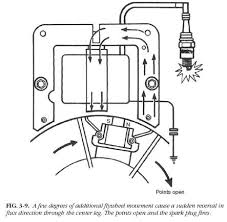 S N
Points open
FIG. 3-9. A few degrees of additional flywheel movement cause a sudden reversal in
flux direction through the center leg. The points open and the spark plug fires